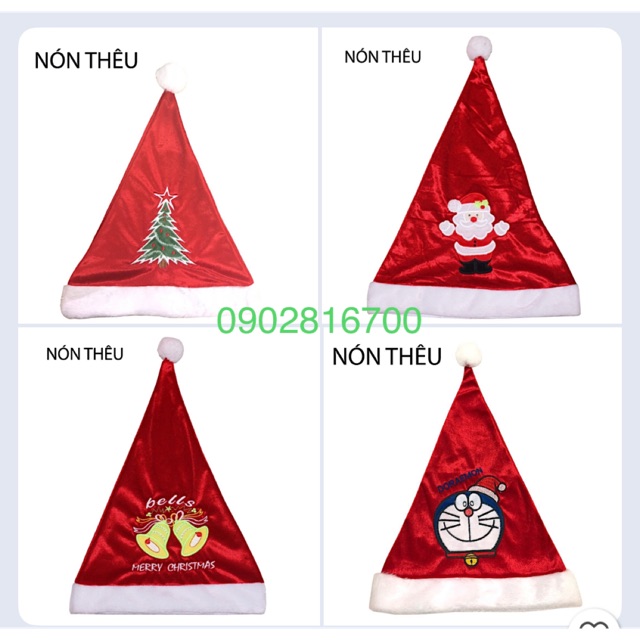 NÓN THÊU
NÓN THÊU
0902816700
NÓN THÊU
NÓN THÊU
bells
MERRY CHRISTMAS
DORAEMON